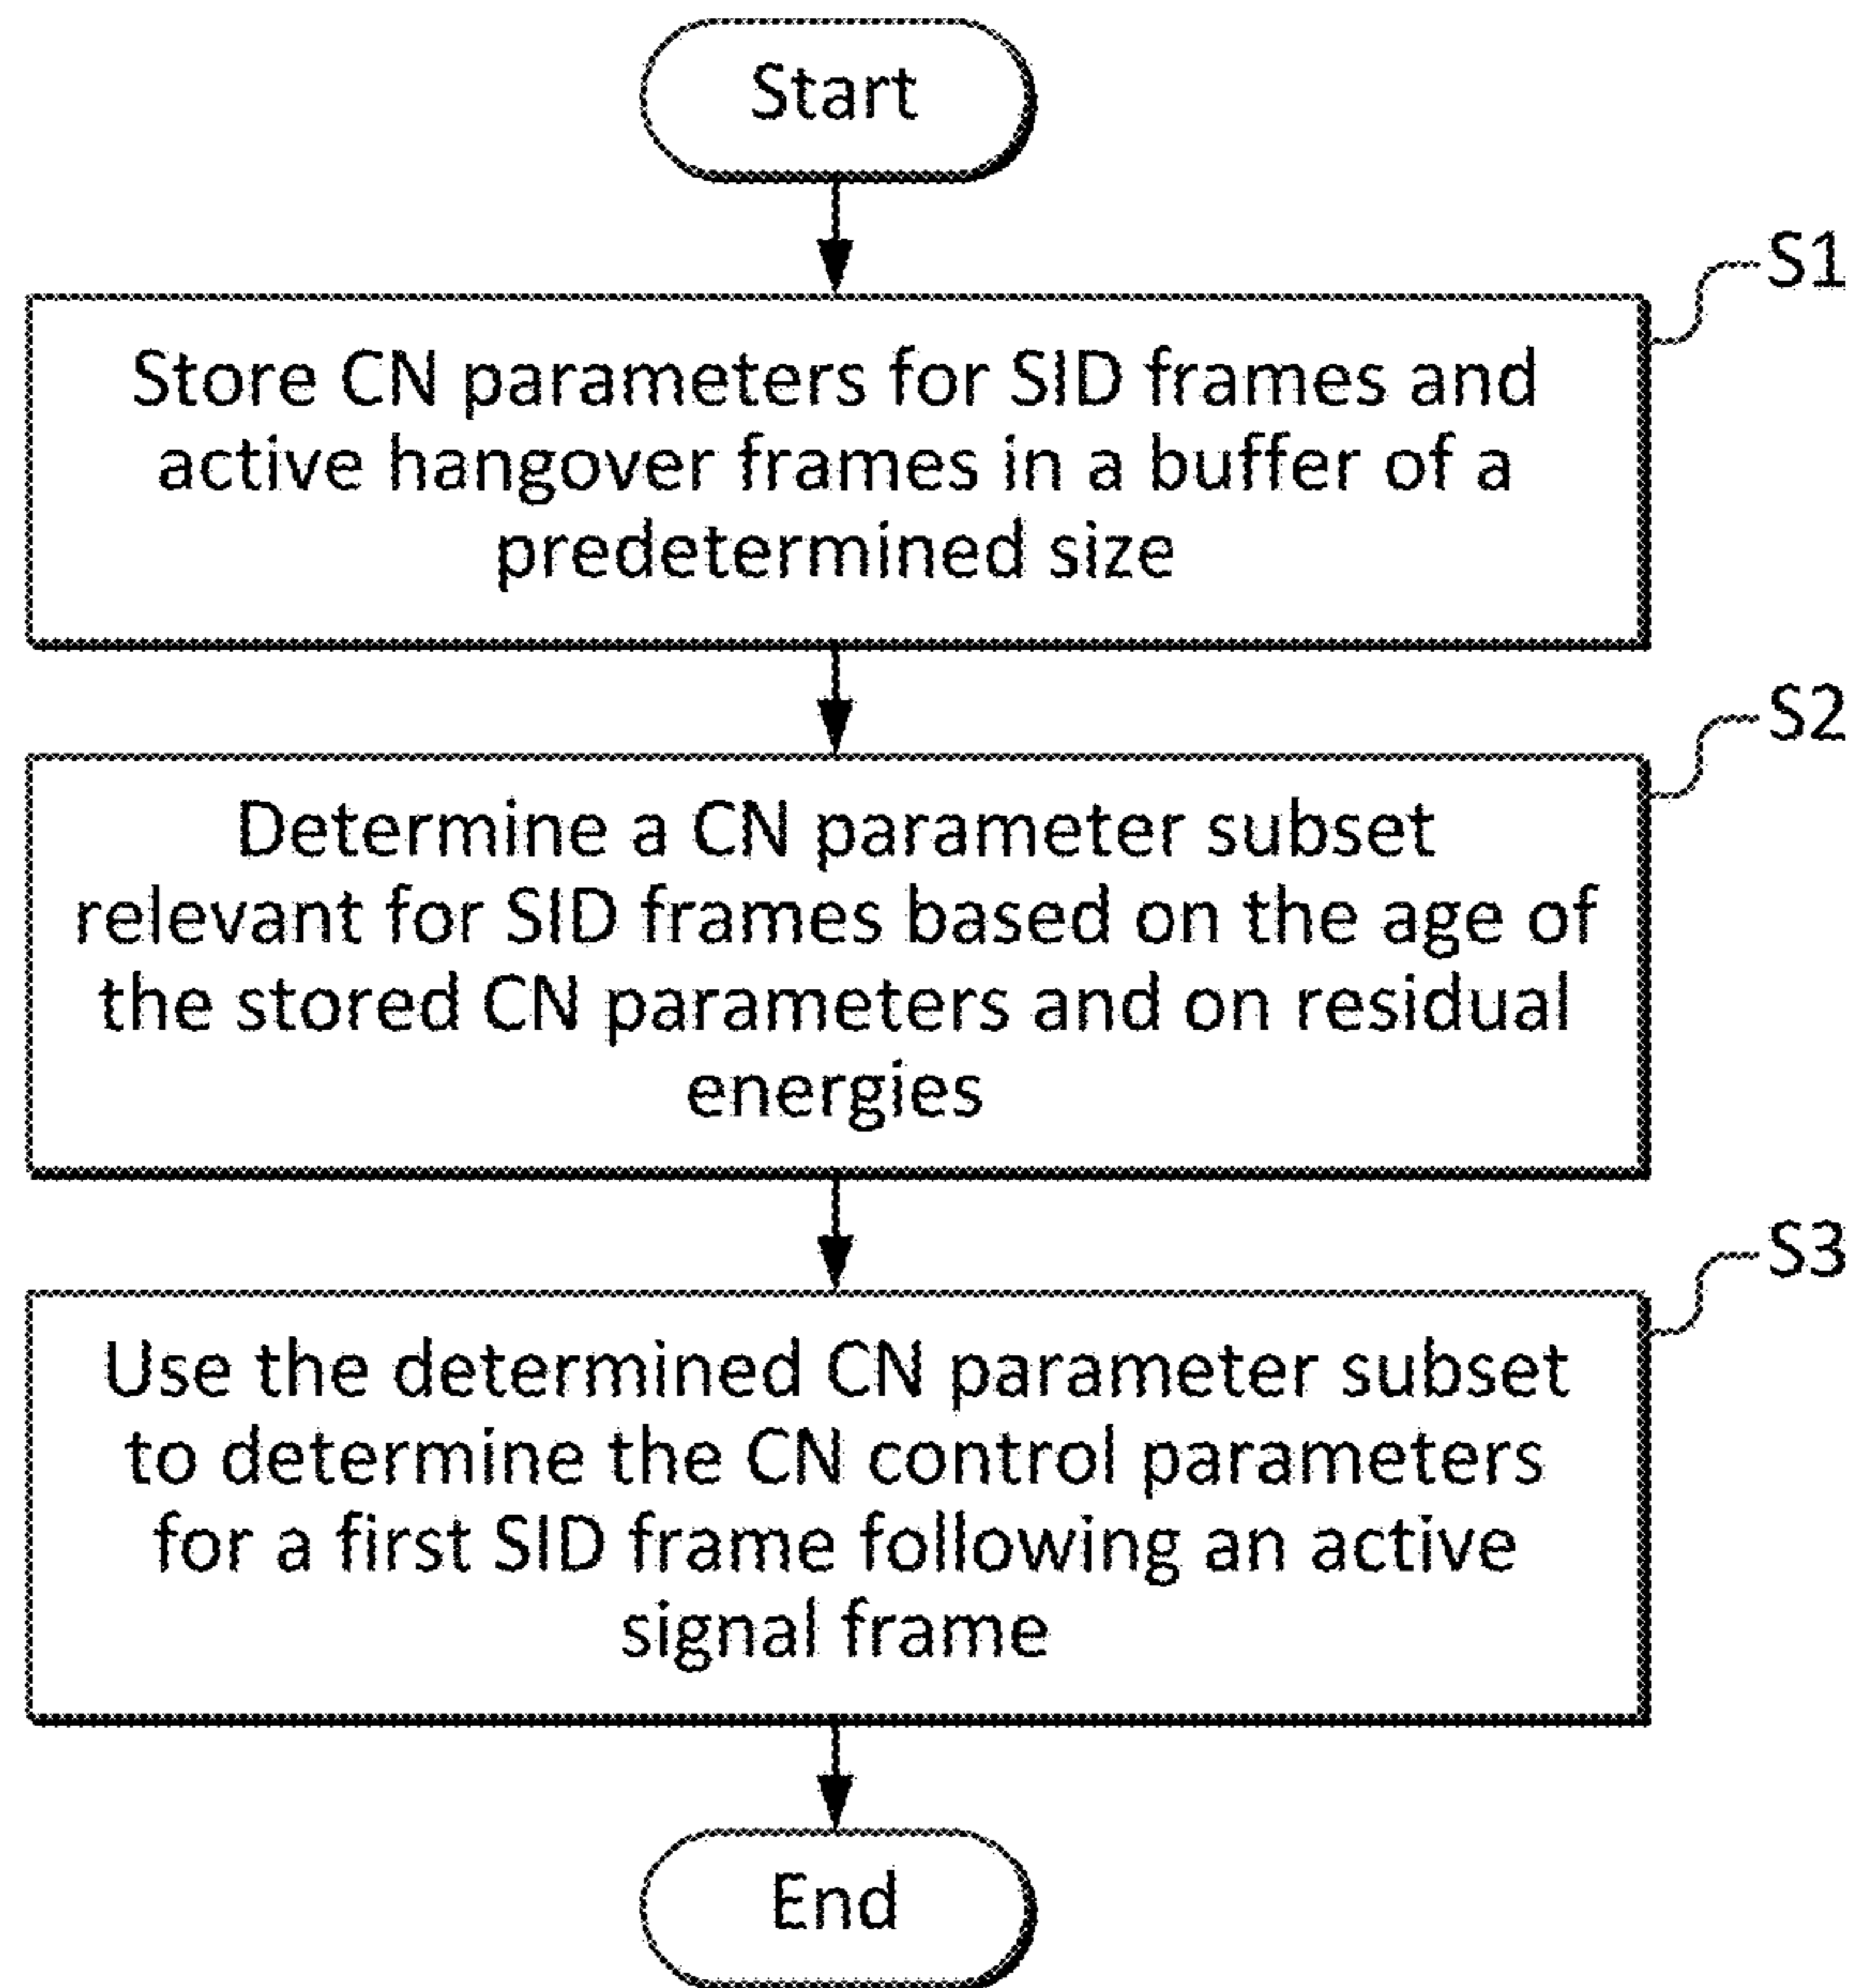 Start
S1
Store CN parameters for SID frames and
active hangover frames in a buffer of a
predetermined size
S2
Determine a CN parameter subset
relevant for SID frames based on the age of
the stored CN parameters and on residual
energies
S3
Use the determined CN parameter subset
to determine the CN control parameters
for a first SID frame following an active
signal frame
End